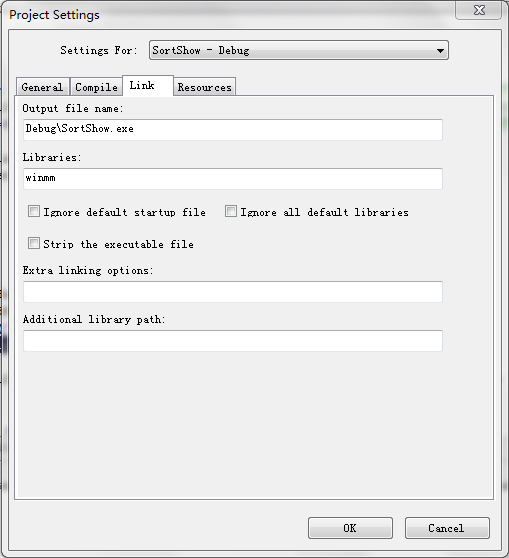 Project Settings
Settings For: SortShow - Debug
General Compile Link Resources
Output file name:
Debug\SortShow.exe
Libraries:
winmm
Ignore default startup file Ignore all default libraries
Strip the executable file
Extra linking options:
Additional library path:
OK Cancel